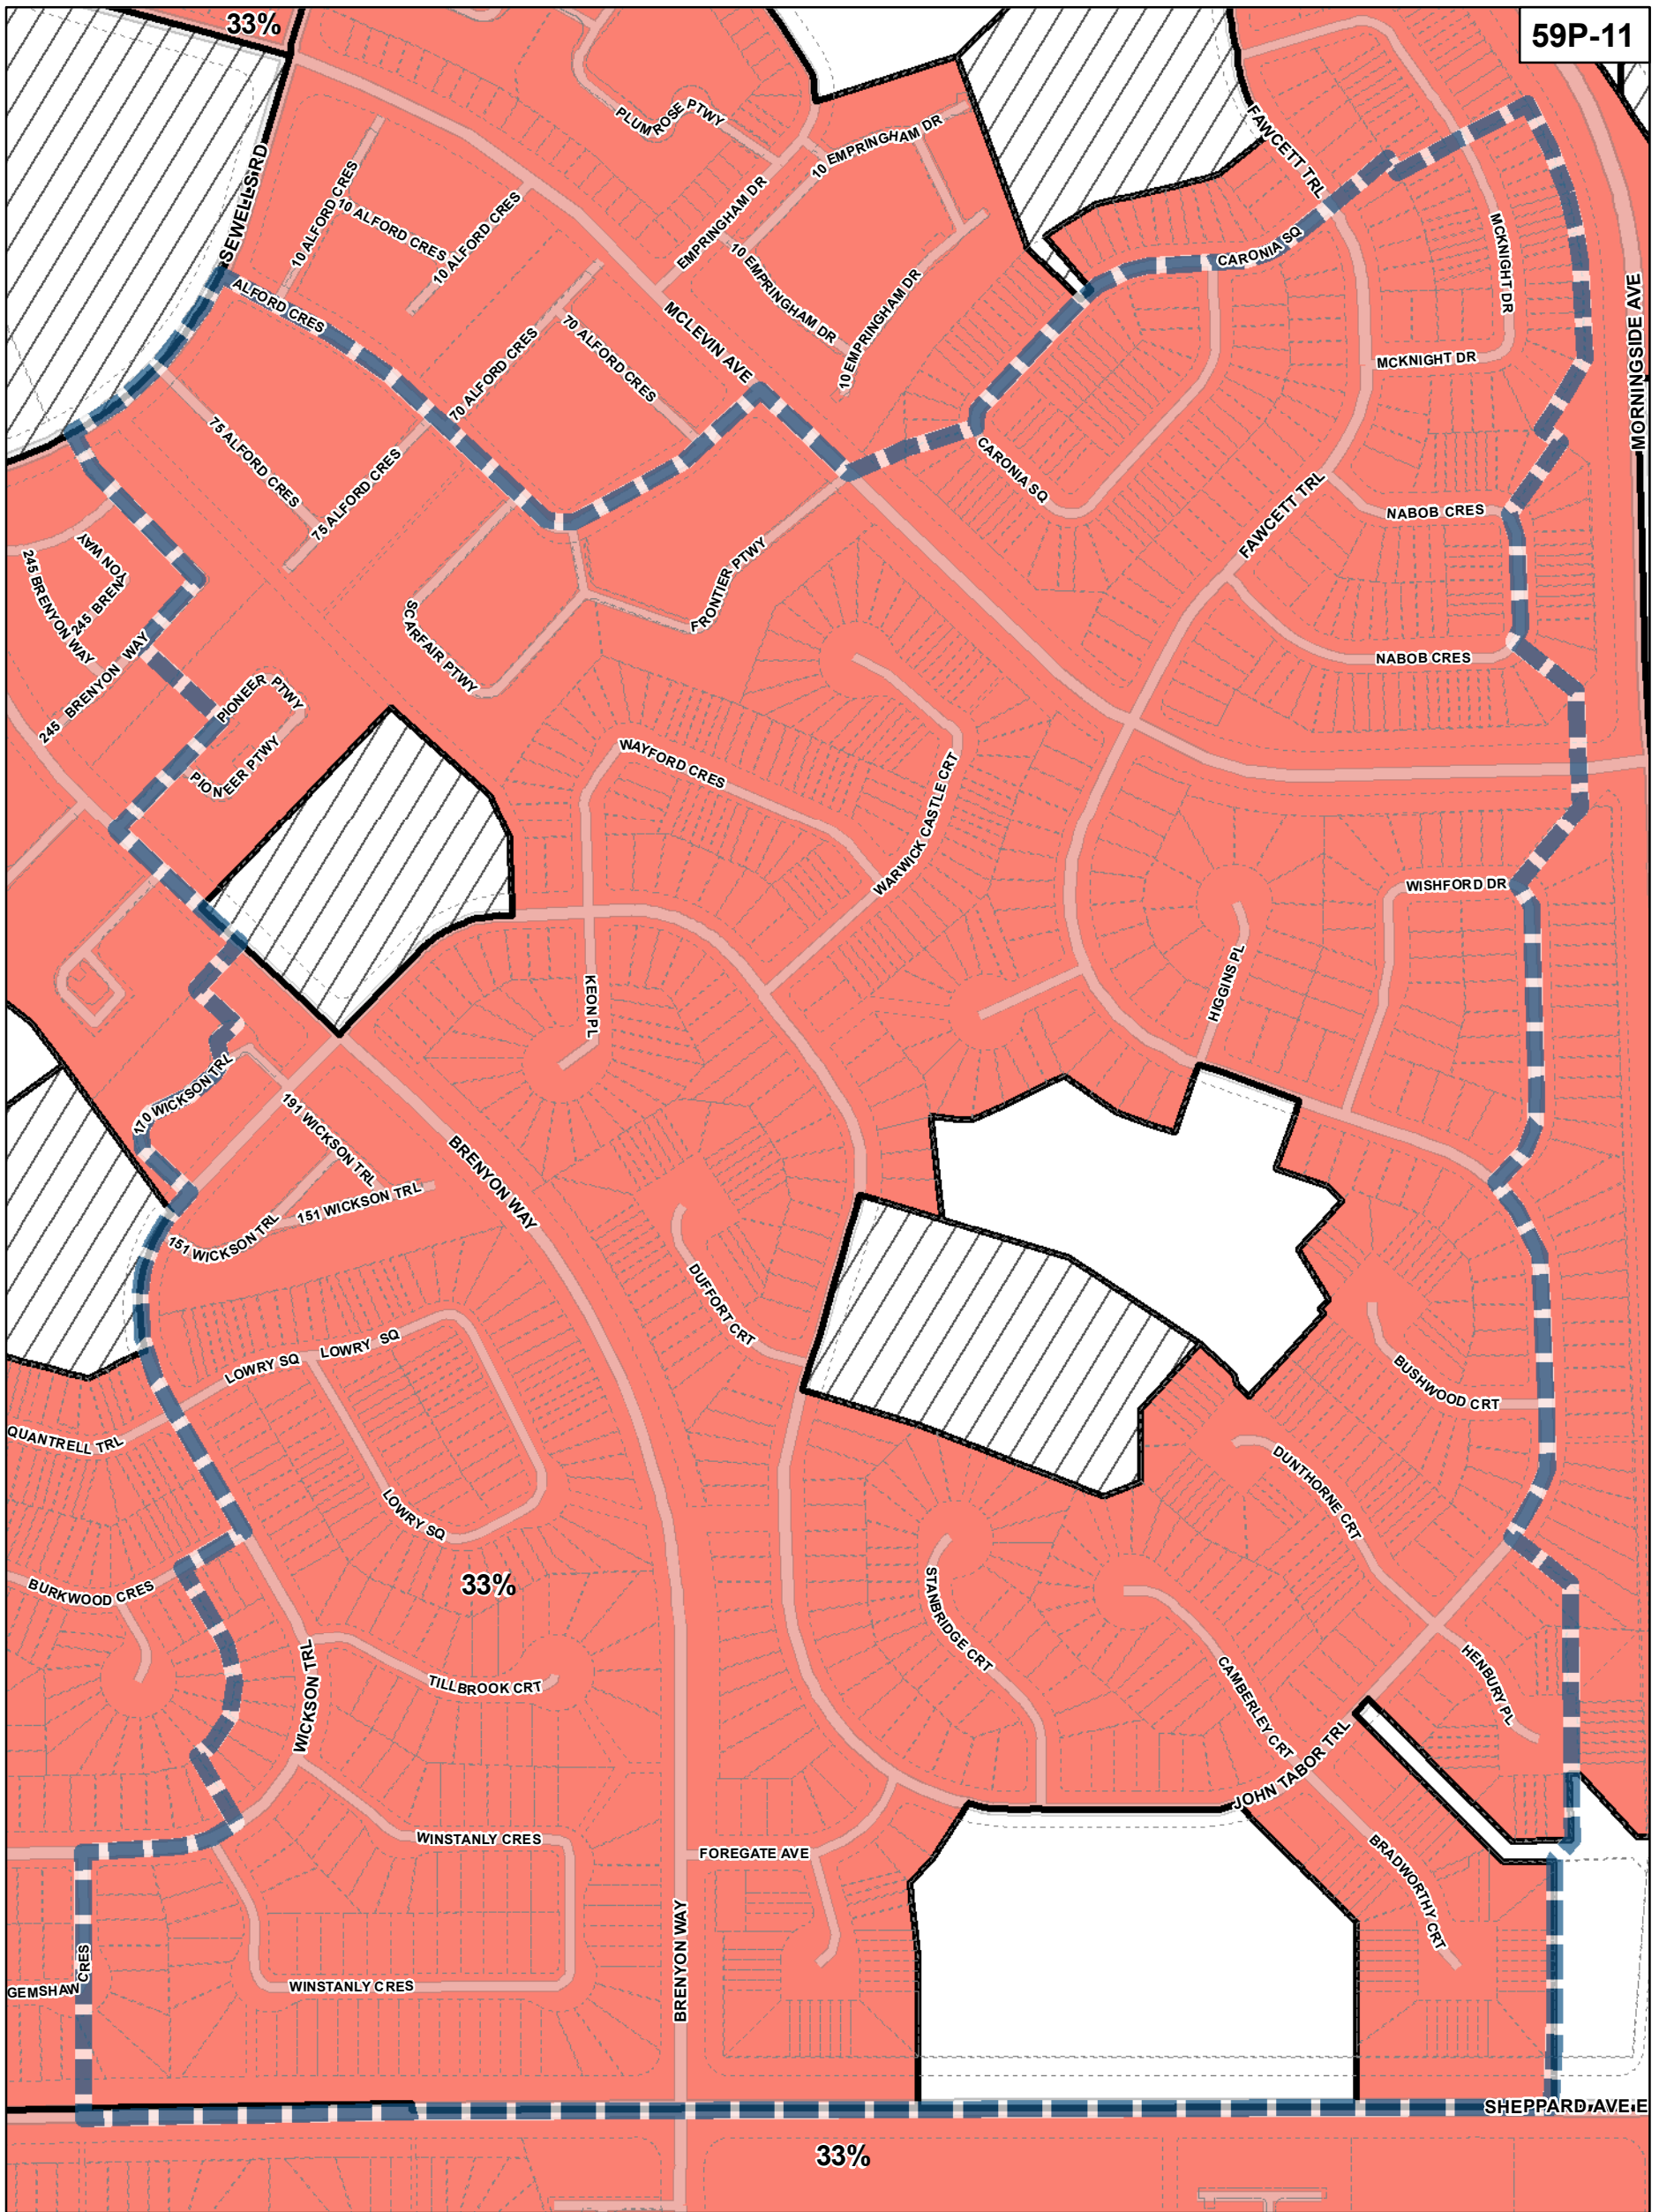 33%
59P-11
SEWELLS RD
PLUMROSE PTWY
10 EMPRINGHAM DR
FAWCETT TRL
10 ALFORD CRES
10 ALFORD CRES
10 ALFORD CRES
EMPRINGHAM DR
10 EMPRINGHAM DR
10 EMPRINGHAM DR
CARONIA SQ
MCKNIGHT DR
MORNINGSIDE AVE
ALFORD CRES
MCLEVIN AVE
70 ALFORD CRES
70 ALFORD CRES
MCKNIGHT DR
75 ALFORD CRES
75 ALFORD CRES
CARONIA SQ
FAWCETT TRL
NABOB CRES
245 BRENYON WAY
245 BRENYON WAY
245 BRENYON WAY
FRONTIER PTWY
SCARFAIR PTWY
NABOB CRES
PIONEER PTWY
PIONEER PTWY
WAYFORD CRES
WARWICK CASTLE CRT
WISHFORD DR
KEON PL
HIGGINS PL
170 WICKSON TRL
191 WICKSON TRL
BRENYON WAY
151 WICKSON TRL
151 WICKSON TRL
DUFFORT CRT
LOWRY SQ
LOWRY SQ
BUSHWOOD CRT
QUANTRELL TRL
LOWRY SQ
DUNTHORNE CRT
33%
BURKWOOD CRES
STANBRIDGE CRT
WICKSON TRL
TILLBROOK CRT
CAMBERLEY CRT
HENBURY PL
JOHN TABOR TRL
WINSTANLY CRES
FOREGATE AVE
BRADWORTHY CRT
BRENYON WAY
GEMSHAW CRES
WINSTANLY CRES
SHEPPARD AVE E
33%